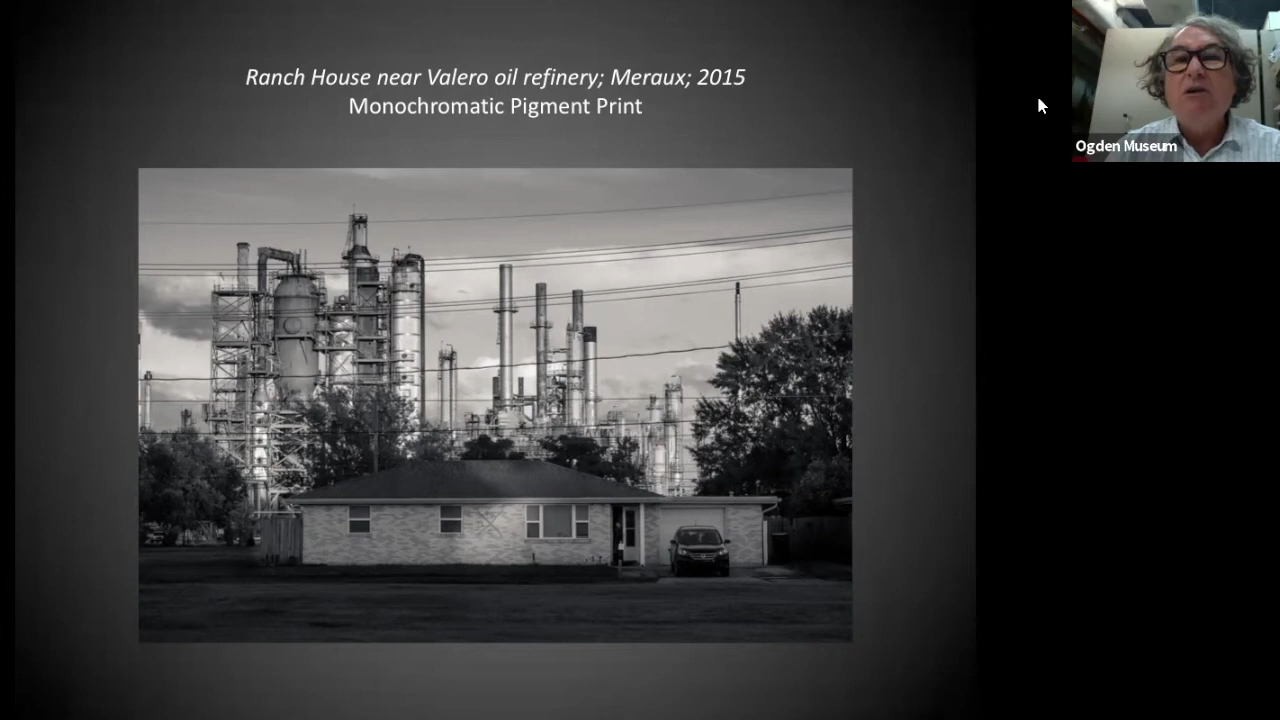 Ranch House near Valero oil refinery; Meraux; 2015
Monochromatic Pigment Print
Ogden Museum